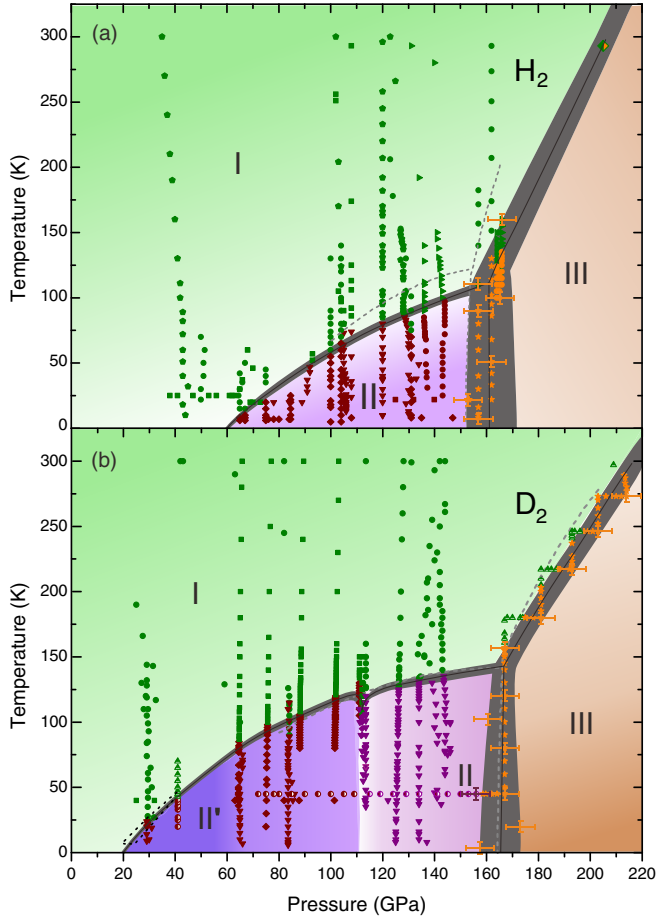 300
(a)
H2
250
200
I
150
III
100
50
II
0
Temperature (K)
(b)
300
D2
250
200
I
150
100
III
50
II
II'
0
Temperature (K)
0 20 40 60 80 100 120 140 160 180 200 220
Pressure (GPa)